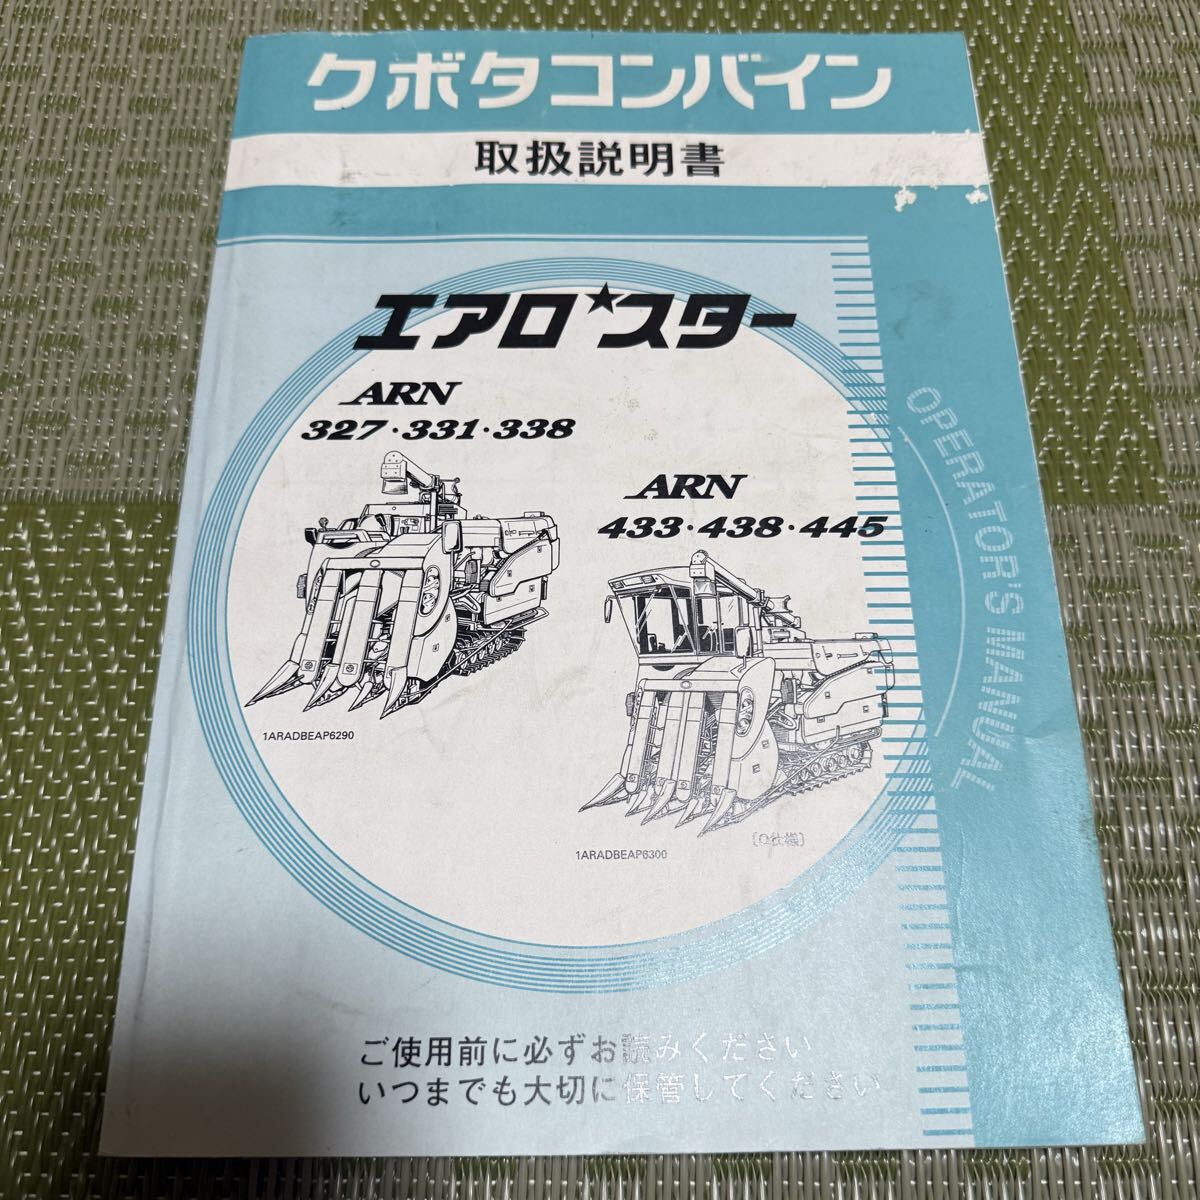 クボタコンバイン
取扱説明書
エアロ★スター
ARN
327・331・338
ARN
433・438・445
1ARADBEAP6290
〔Q仕様〕
1ARADBEAP6300
OPERATOR'S MANUAL
ご使用前に必ずお読みください
いつまでも大切に保管してください